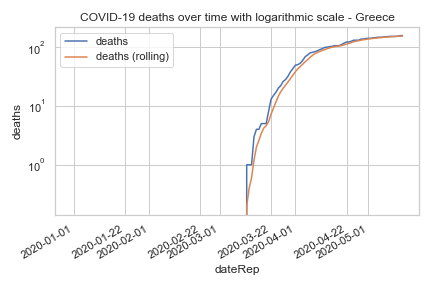 COVID-19 deaths over time with logarithmic scale - Greece
deaths
deaths (rolling)
10²
10¹
10⁰
deaths
2020-01-01
2020-01-22
2020-02-01
2020-02-22
2020-03-01
2020-03-22
2020-04-01
2020-04-22
2020-05-01
dateRep